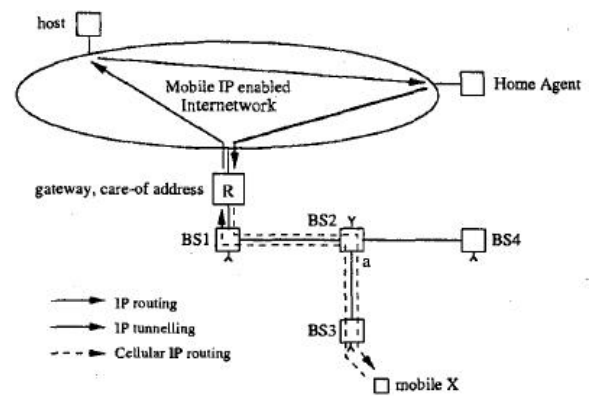 host
Mobile IP enabled
Internetwork
Home Agent
gateway, care-of address
R
BS1
BS2
BS4
a
BS3
mobile X
IP routing
IP tunnelling
Cellular IP routing